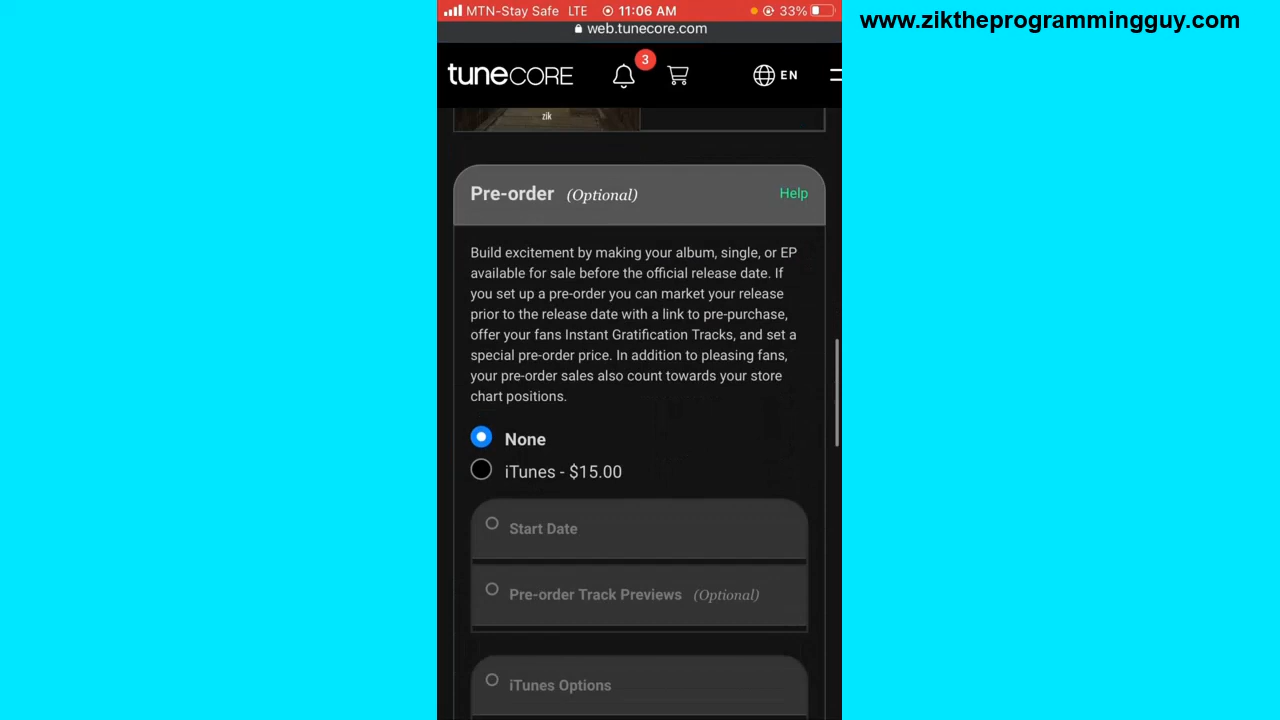 MTN-Stay Safe LTE 11:06 AM 33%
www.ziktheprogrammingguy.com
web.tunecore.com
tuneCORE
3
EN
zik
Pre-order (Optional) Help
Build excitement by making your album, single, or EP
available for sale before the official release date. If
you set up a pre-order you can market your release
prior to the release date with a link to pre-purchase,
offer your fans Instant Gratification Tracks, and set a
special pre-order price. In addition to pleasing fans,
your pre-order sales also count towards your store
chart positions.
None
iTunes - $15.00
Start Date
Pre-order Track Previews (Optional)
iTunes Options